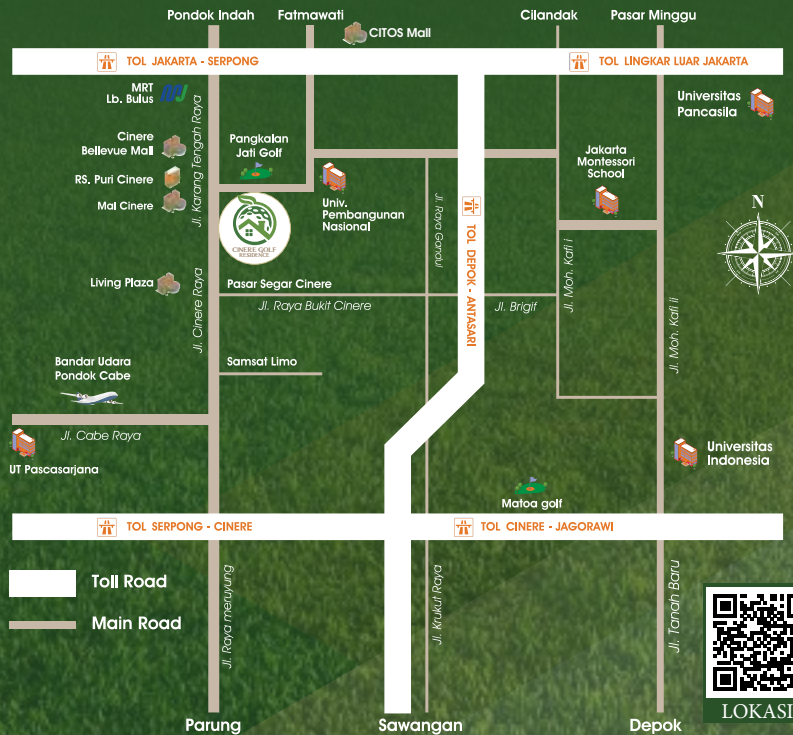 Pondok Indah
Fatmawati
Cilandak
Pasar Minggu
CITOS Mall
TOL JAKARTA - SERPONG
TOL LINGKAR LUAR JAKARTA
MRT
Lb. Bulus
Jl. Karang Tengah Raya
Universitas
Pancasila
Cinere
Bellevue Mall
Pangkalan
Jati Golf
Jakarta
Montessori
School
RS. Puri Cinere
Mal Cinere
Univ.
Pembangunan
Nasional
Jl. Raya Gandul
TOL DEPOK - ANTASARI
N
CINERE GOLF
RESIDENCE
Jl. Moh. Kafi i
Living Plaza
Jl. Cinere Raya
Pasar Segar Cinere
Jl. Raya Bukit Cinere
Jl. Brigif
Jl. Moh. Kafi ii
Bandar Udara
Pondok Cabe
Samsat Limo
Jl. Cabe Raya
UT Pascasarjana
Universitas
Indonesia
Matoa golf
TOL SERPONG - CINERE
TOL CINERE - JAGORAWI
Toll Road
Main Road
Jl. Raya meruyung
Jl. Krukut Raya
Jl. Tanah Baru
LOKASI
Parung
Sawangan
Depok